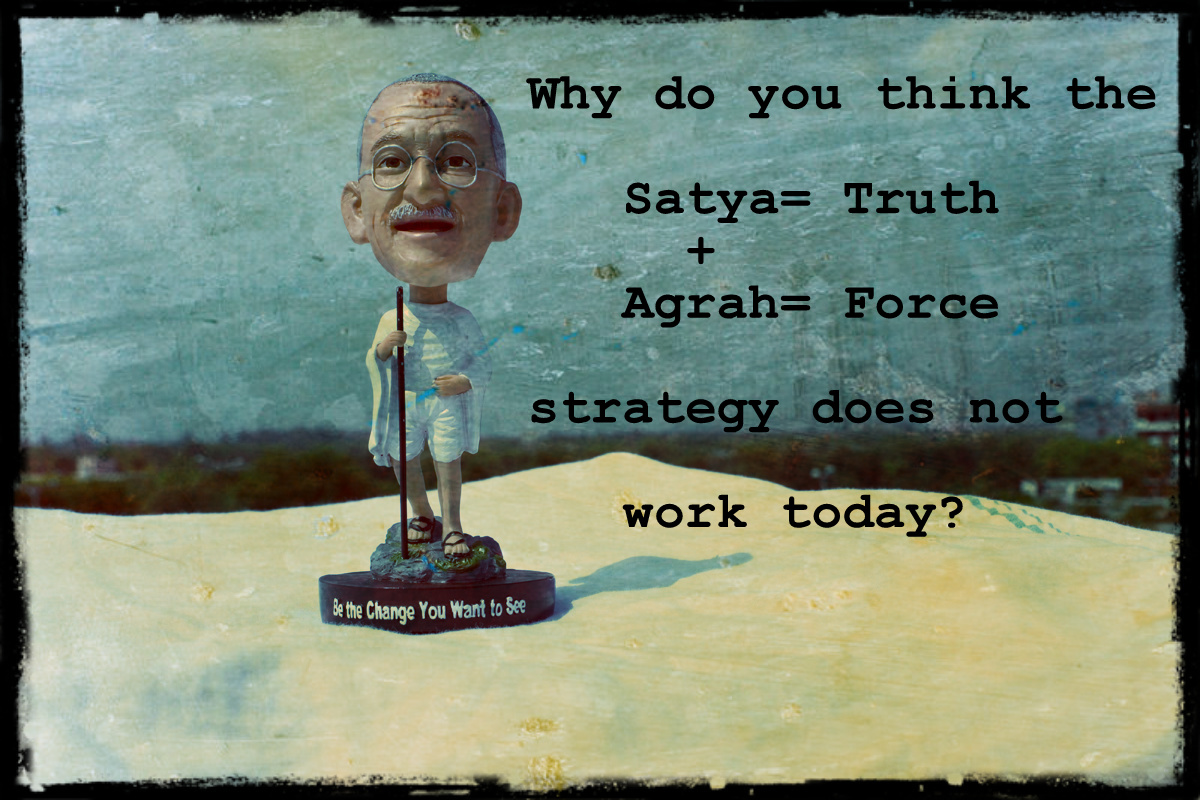 Why do you think the
Satya= Truth
+
Agrah= Force
strategy does not
work today?
Be the Change You Want to See